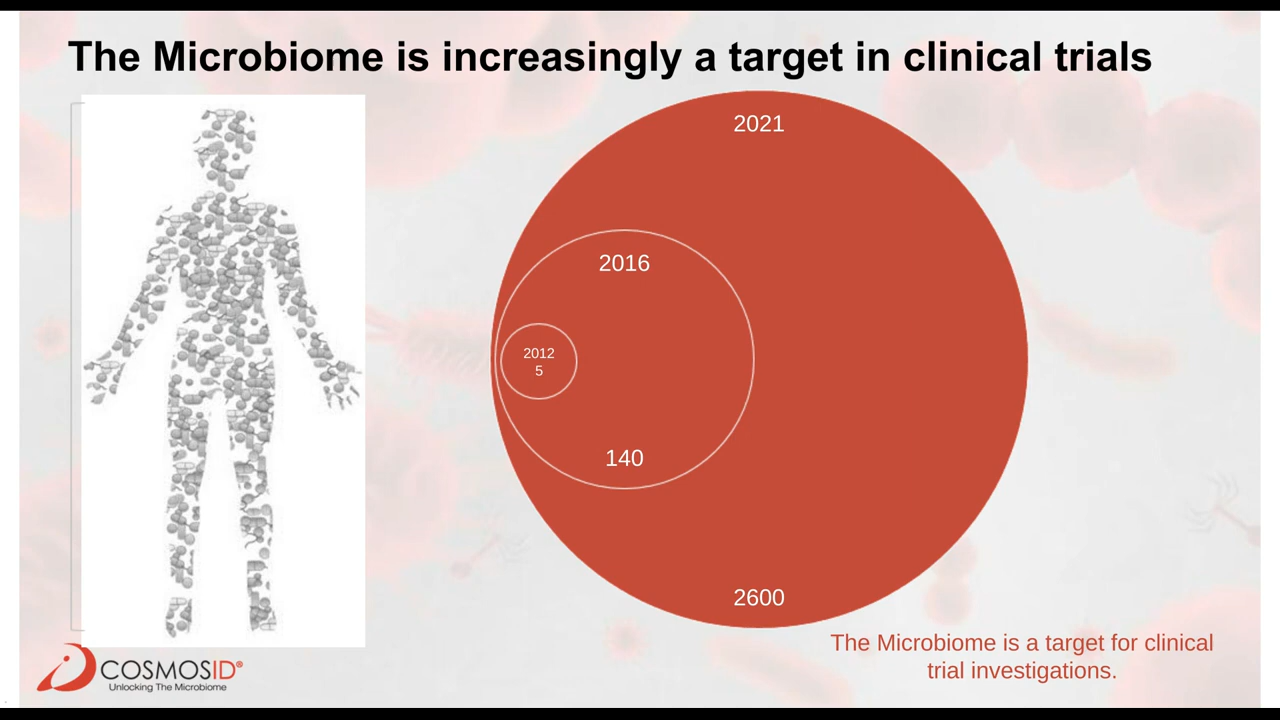 The Microbiome is increasingly a target in clinical trials
2021
2016
2012
5
140
2600
The Microbiome is a target for clinical
trial investigations.
COSMOSID®
Unlocking The Microbiome